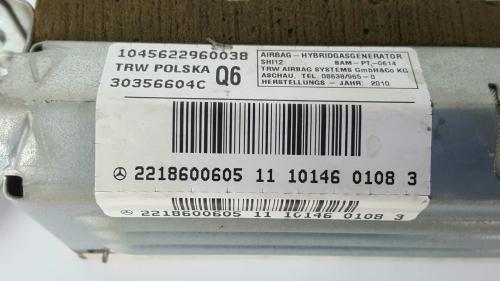 1045622960038
TRW POLSKA Q6
30356604C
AIRBAG - HYBRIDGASGENERATOR
SHI12 BAM-PT,-0614
TRW AIRBAG SYSTEMS GmbH&Co KG
ASCHAU, TEL. 08638/965-0
HERSTELLUNGS - JAHR: 2010
2218600605 11 10146 0108 3
2218600605 11 10146 0108 3